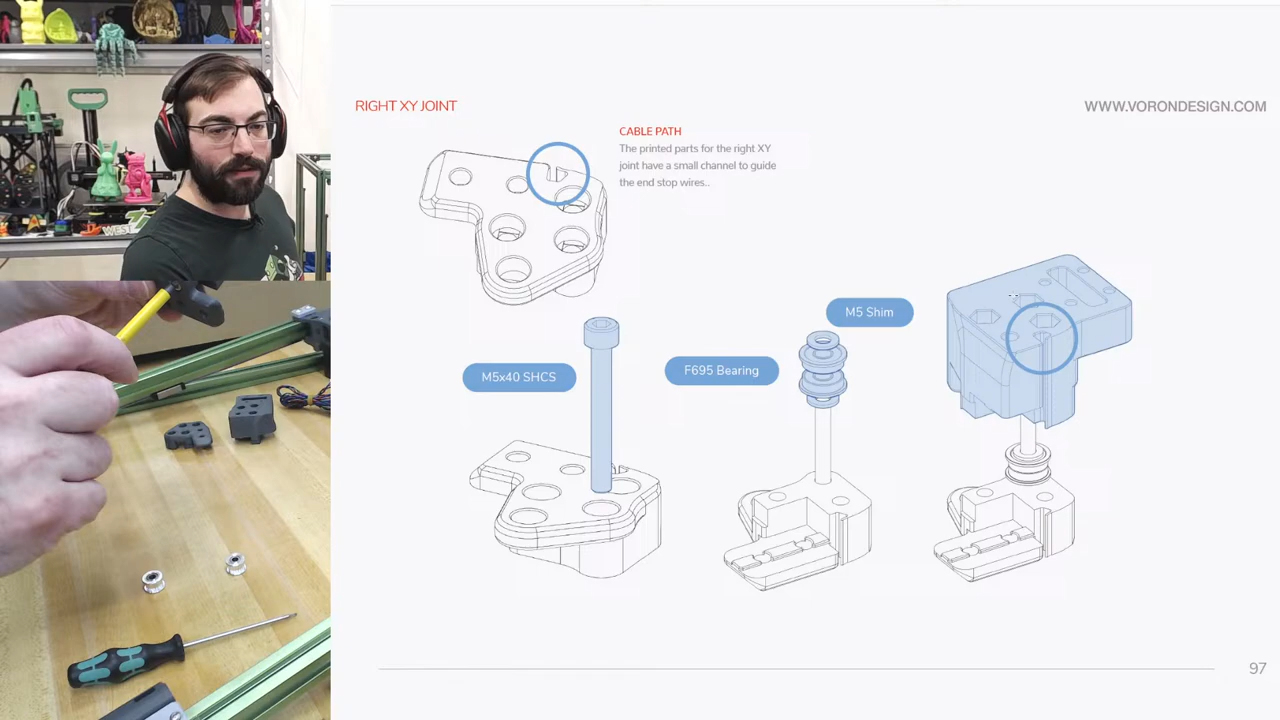 RIGHT XY JOINT
WWW.VORONDESIGN.COM
CABLE PATH
The printed parts for the right XY
joint have a small channel to guide
the end stop wires..
M5 Shim
F695 Bearing
M5x40 SHCS
97
WEST